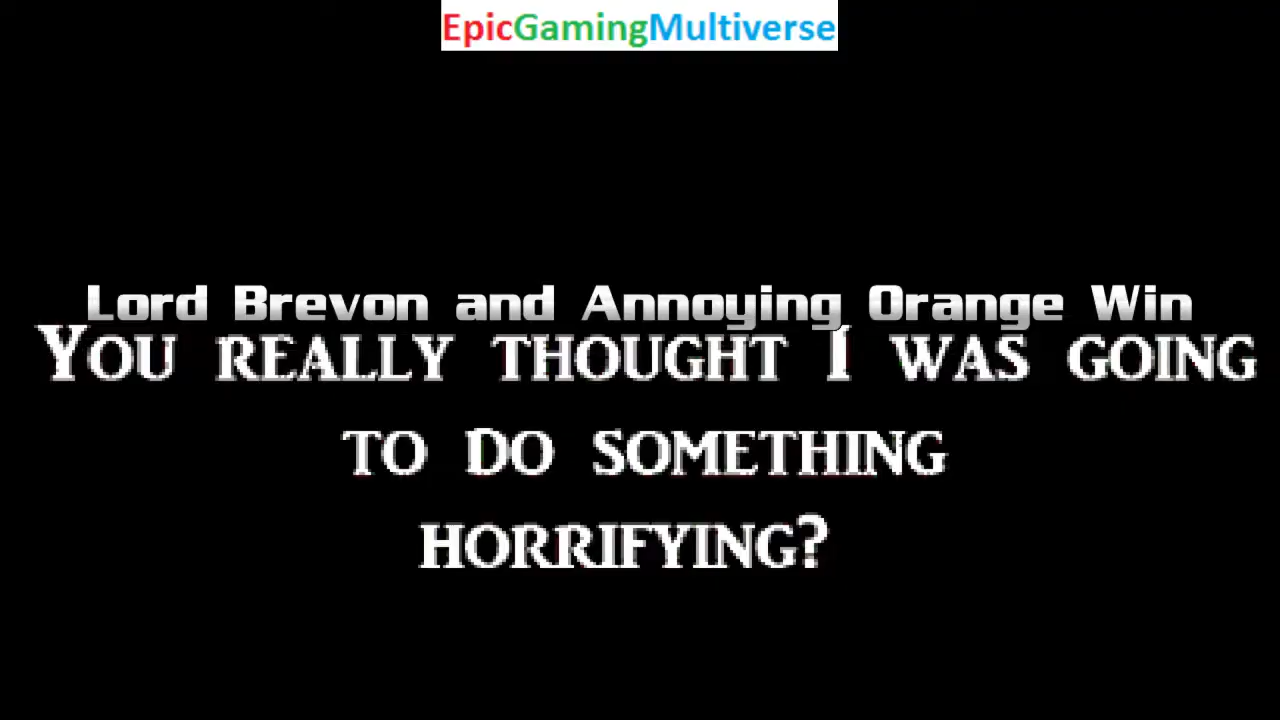 EpicGamingMultiverse
Lord Brevon and Annoying Orange Win
You really thought I was going
to do something
horrifying?